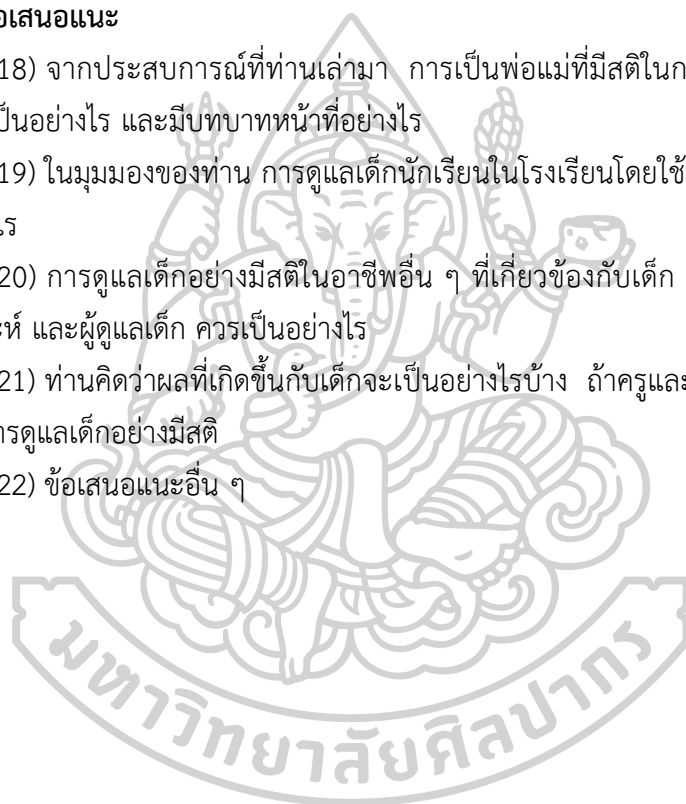 อเสนอแนะ
18) จากประสบการณ์ที่ท่านเล่ามา การเป็นพ่อแม่ที่มีสติในก
ป็นอย่างไร และมีบทบาทหน้าที่อย่างไร
19) ในมุมมองของท่าน การดูแลเด็กนักเรียนในโรงเรียนโดยใช้
ไร
20) การดูแลเด็กอย่างมีสติในอาชีพอื่น ๆ ที่เกี่ยวข้องกับเด็ก
ะห์ และผู้ดูแลเด็ก ควรเป็นอย่างไร
21) ท่านคิดว่าผลที่เกิดขึ้นกับเด็กจะเป็นอย่างไรบ้าง ถ้าครูและ
ารดูแลเด็กอย่างมีสติ
22) ข้อเสนอแนะอื่น ๆ
มหาวิทยาลัยศิลปากร